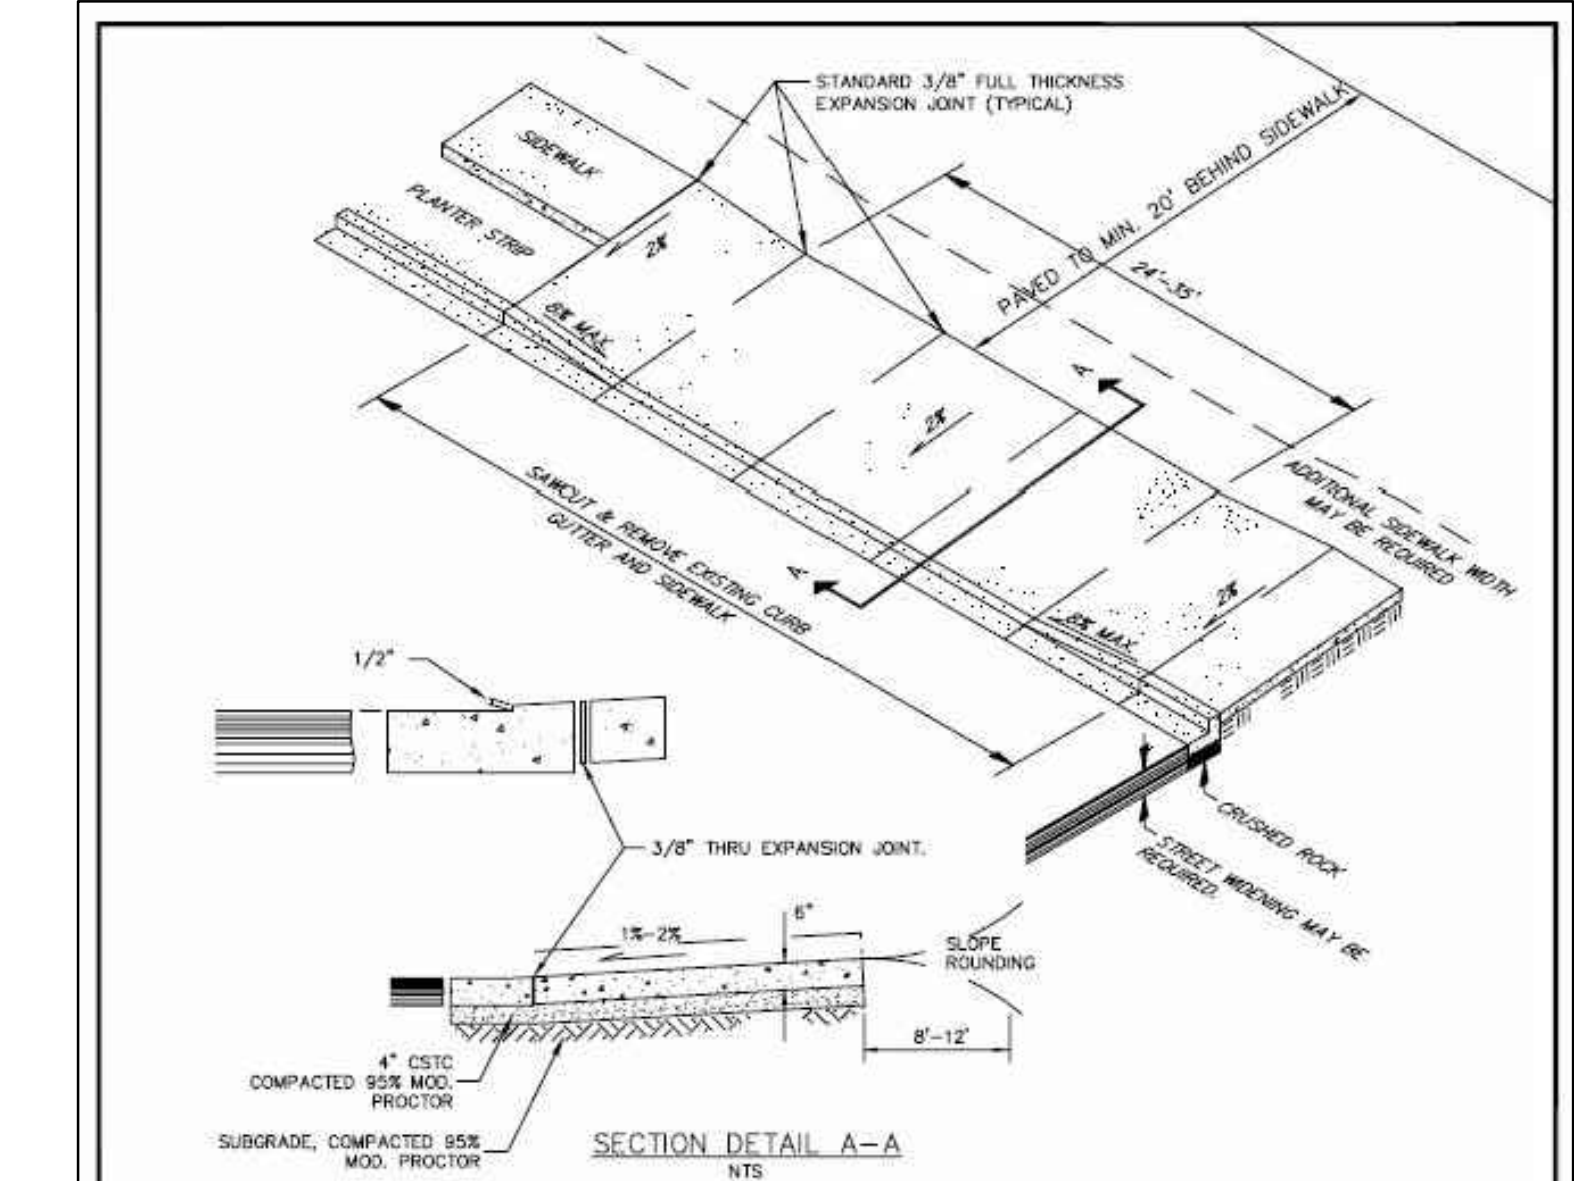 STANDARD 3/8" FULL THICKNESS
EXPANSION JOINT (TYPICAL)
SIDEWALK
PLANTER STRIP
2%
PAVED TO MIN. 20' BEHIND SIDEWALK
24'-35'
8% MAX.
A
2%
ADDITIONAL SIDEWALK WIDTH
MAY BE REQUIRED
SAWCUT & REMOVE EXISTING CURB
GUTTER AND SIDEWALK
A
2%
8% MAX.
1/2"
CRUSHED ROCK
STREET WIDENING MAY BE
REQUIRED.
3/8" THRU EXPANSION JOINT.
6"
1%-2%
SLOPE
ROUNDING
8'-12'
4" CSTC
COMPACTED 95% MOD.
PROCTOR
SUBGRADE, COMPACTED 95%
MOD. PROCTOR
SECTION DETAIL A-A
NTS